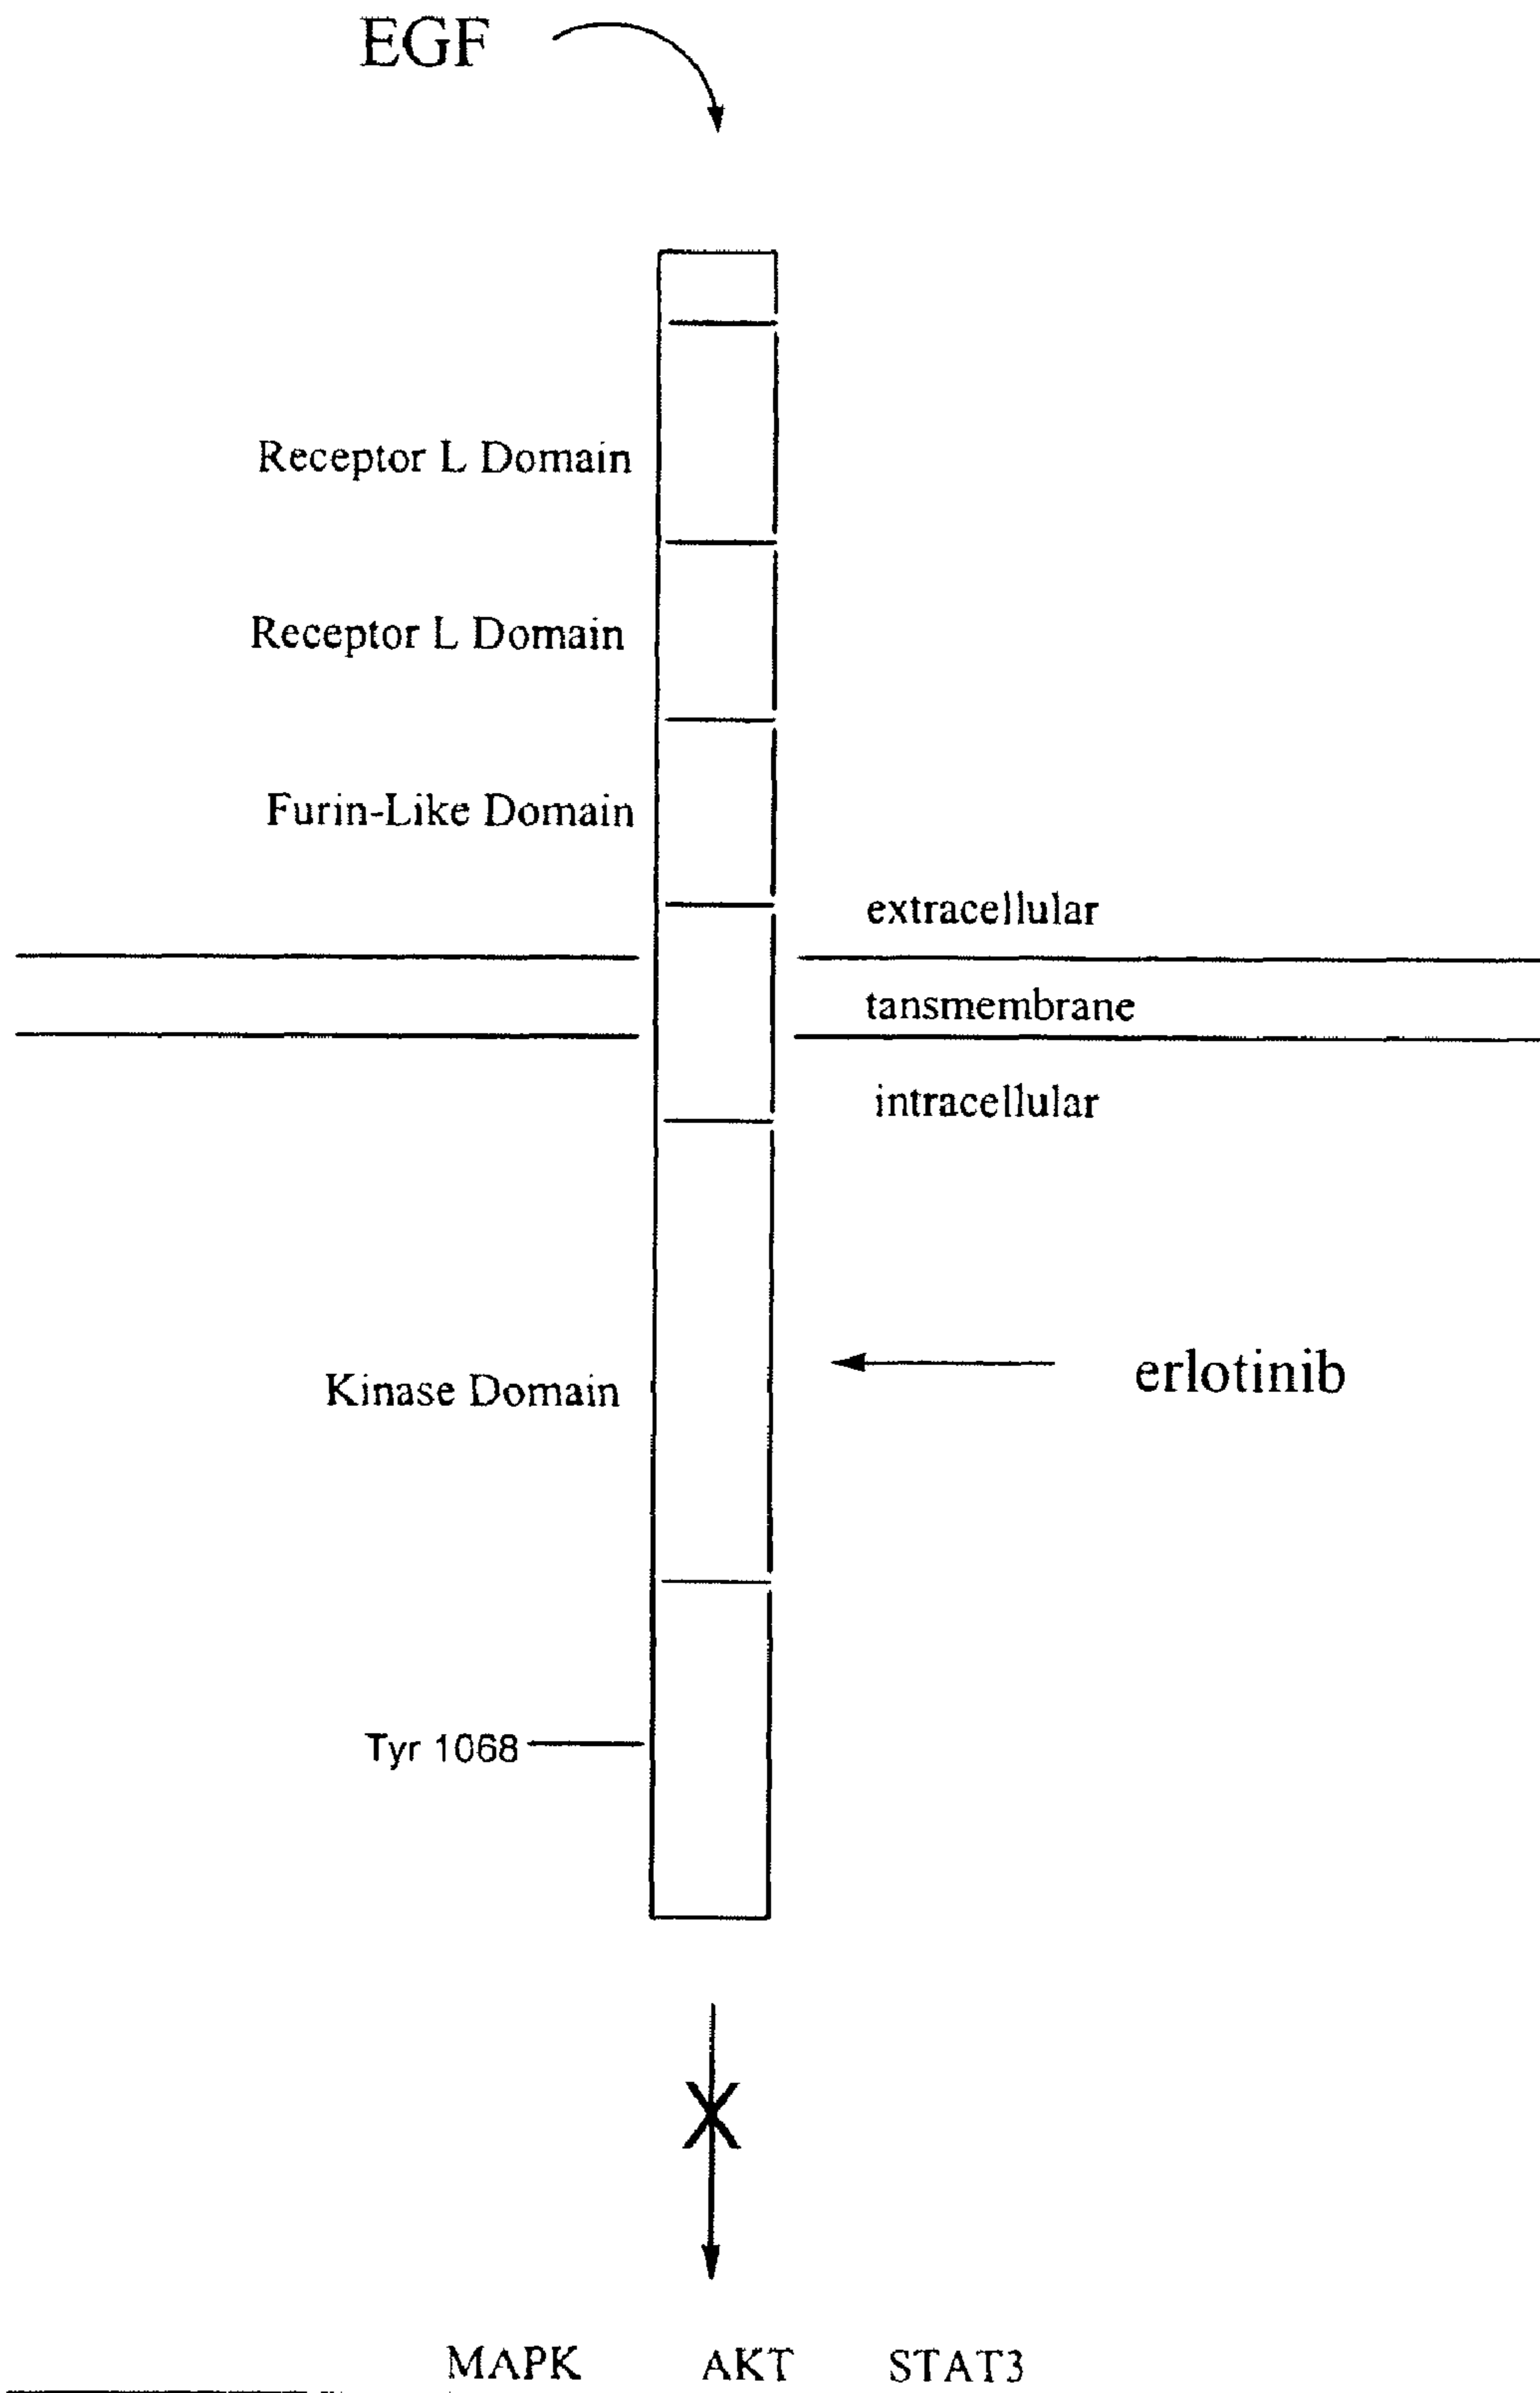 EGF
Receptor L Domain
Receptor L Domain
Furin-Like Domain
extracellular
tansmembrane
intracellular
Kinase Domain
erlotinib
Tyr 1068
X
MAPK AKT STAT3